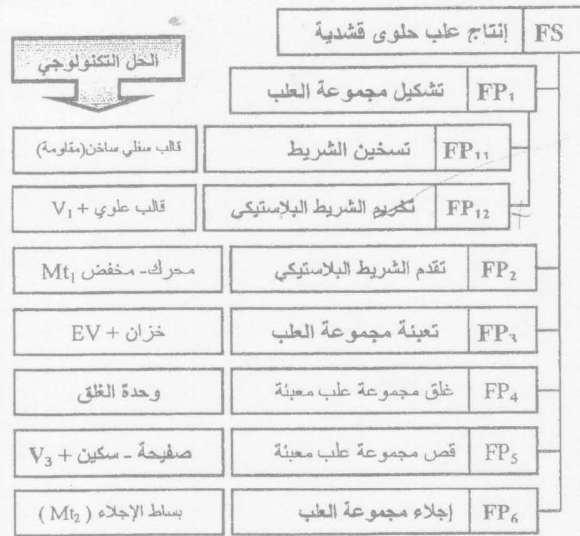 FS إنتاج علب حلوى قشدية
الحل التكنولوجي
FP₁ تشكيل مجموعة العلب
FP₁₁ تسخين الشريط
قالب سفلي ساخن(مقاومة)
FP₁₂ تكريم الشريط البلاستيكي
قالب علوي + V₁
FP₂ تقدم الشريط البلاستيكي
محرك- مخفض Mt₁
FP₃ تعبئة مجموعة العلب
خزان + EV
FP₄ غلق مجموعة علب معبئة
وحدة الغلق
FP₅ قص مجموعة علب معبئة
صفيحة - سكين + V₃
FP₆ إجلاء مجموعة العلب
بساط الإجلاء ( Mt₂ )